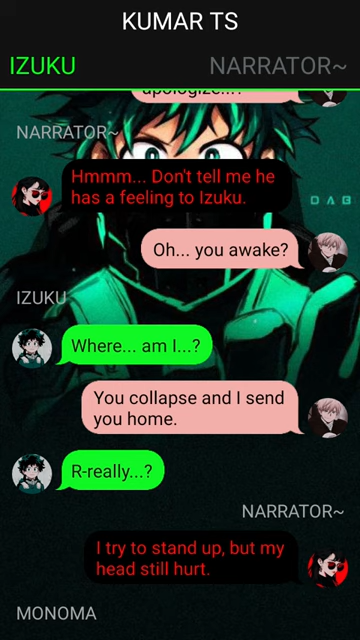 KUMAR TS
IZUKU
NARRATOR~
apologize...?
NARRATOR~
Hmmm... Don't tell me he
has a feeling to Izuku.
DAB
Oh... you awake?
IZUKU
Where... am I...?
You collapse and I send
you home.
R-really...?
NARRATOR~
I try to stand up, but my
head still hurt.
MONOMA